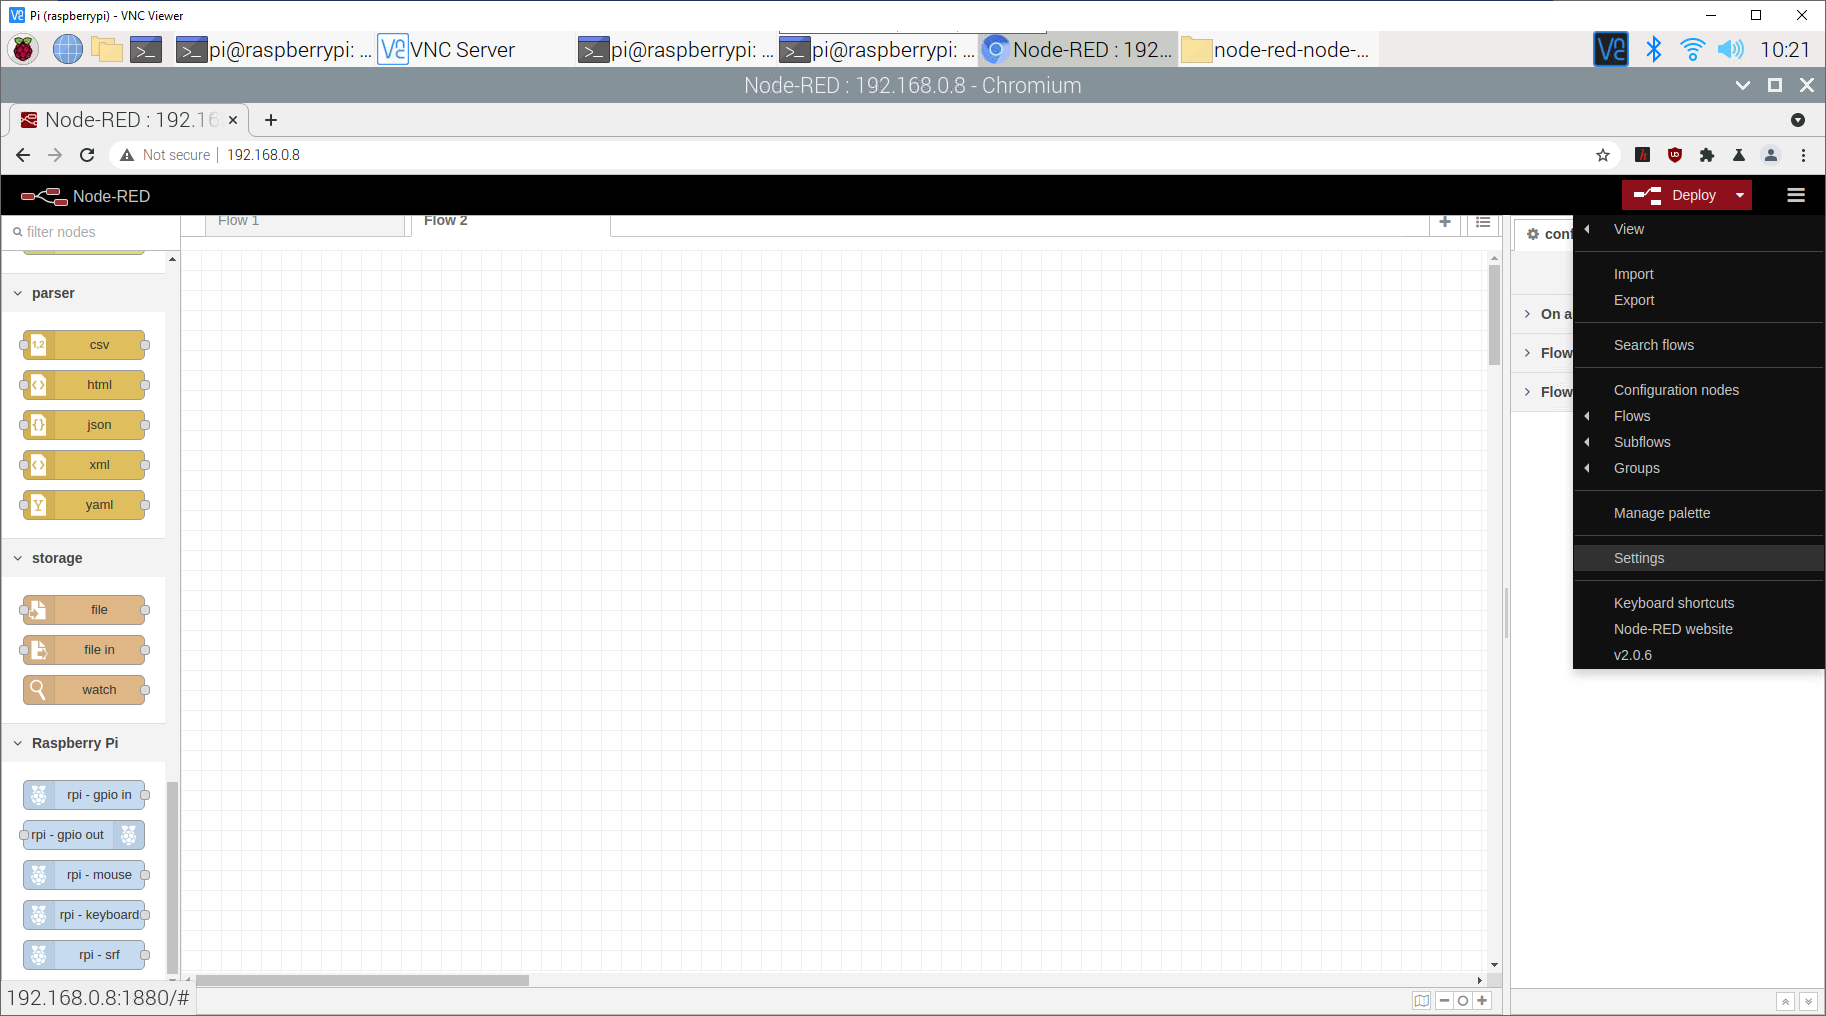 Pi (raspberrypi) - VNC Viewer
pi@raspberrypi: ...
VNC Server
pi@raspberrypi: ...
pi@raspberrypi: ...
Node-RED : 192...
node-red-node-...
10:21
Node-RED : 192.168.0.8 - Chromium
Node-RED : 192.16
Not secure
192.168.0.8
Node-RED
Deploy
filter nodes
Flow 1
Flow 2
conf
View
Import
Export
On a
Search flows
Flow
Configuration nodes
Flow
Flows
Subflows
Groups
Manage palette
Settings
Keyboard shortcuts
Node-RED website
v2.0.6
parser
csv
html
json
xml
yaml
storage
file
file in
watch
Raspberry Pi
rpi - gpio in
rpi - gpio out
rpi - mouse
rpi - keyboard
rpi - srf
192.168.0.8:1880/#